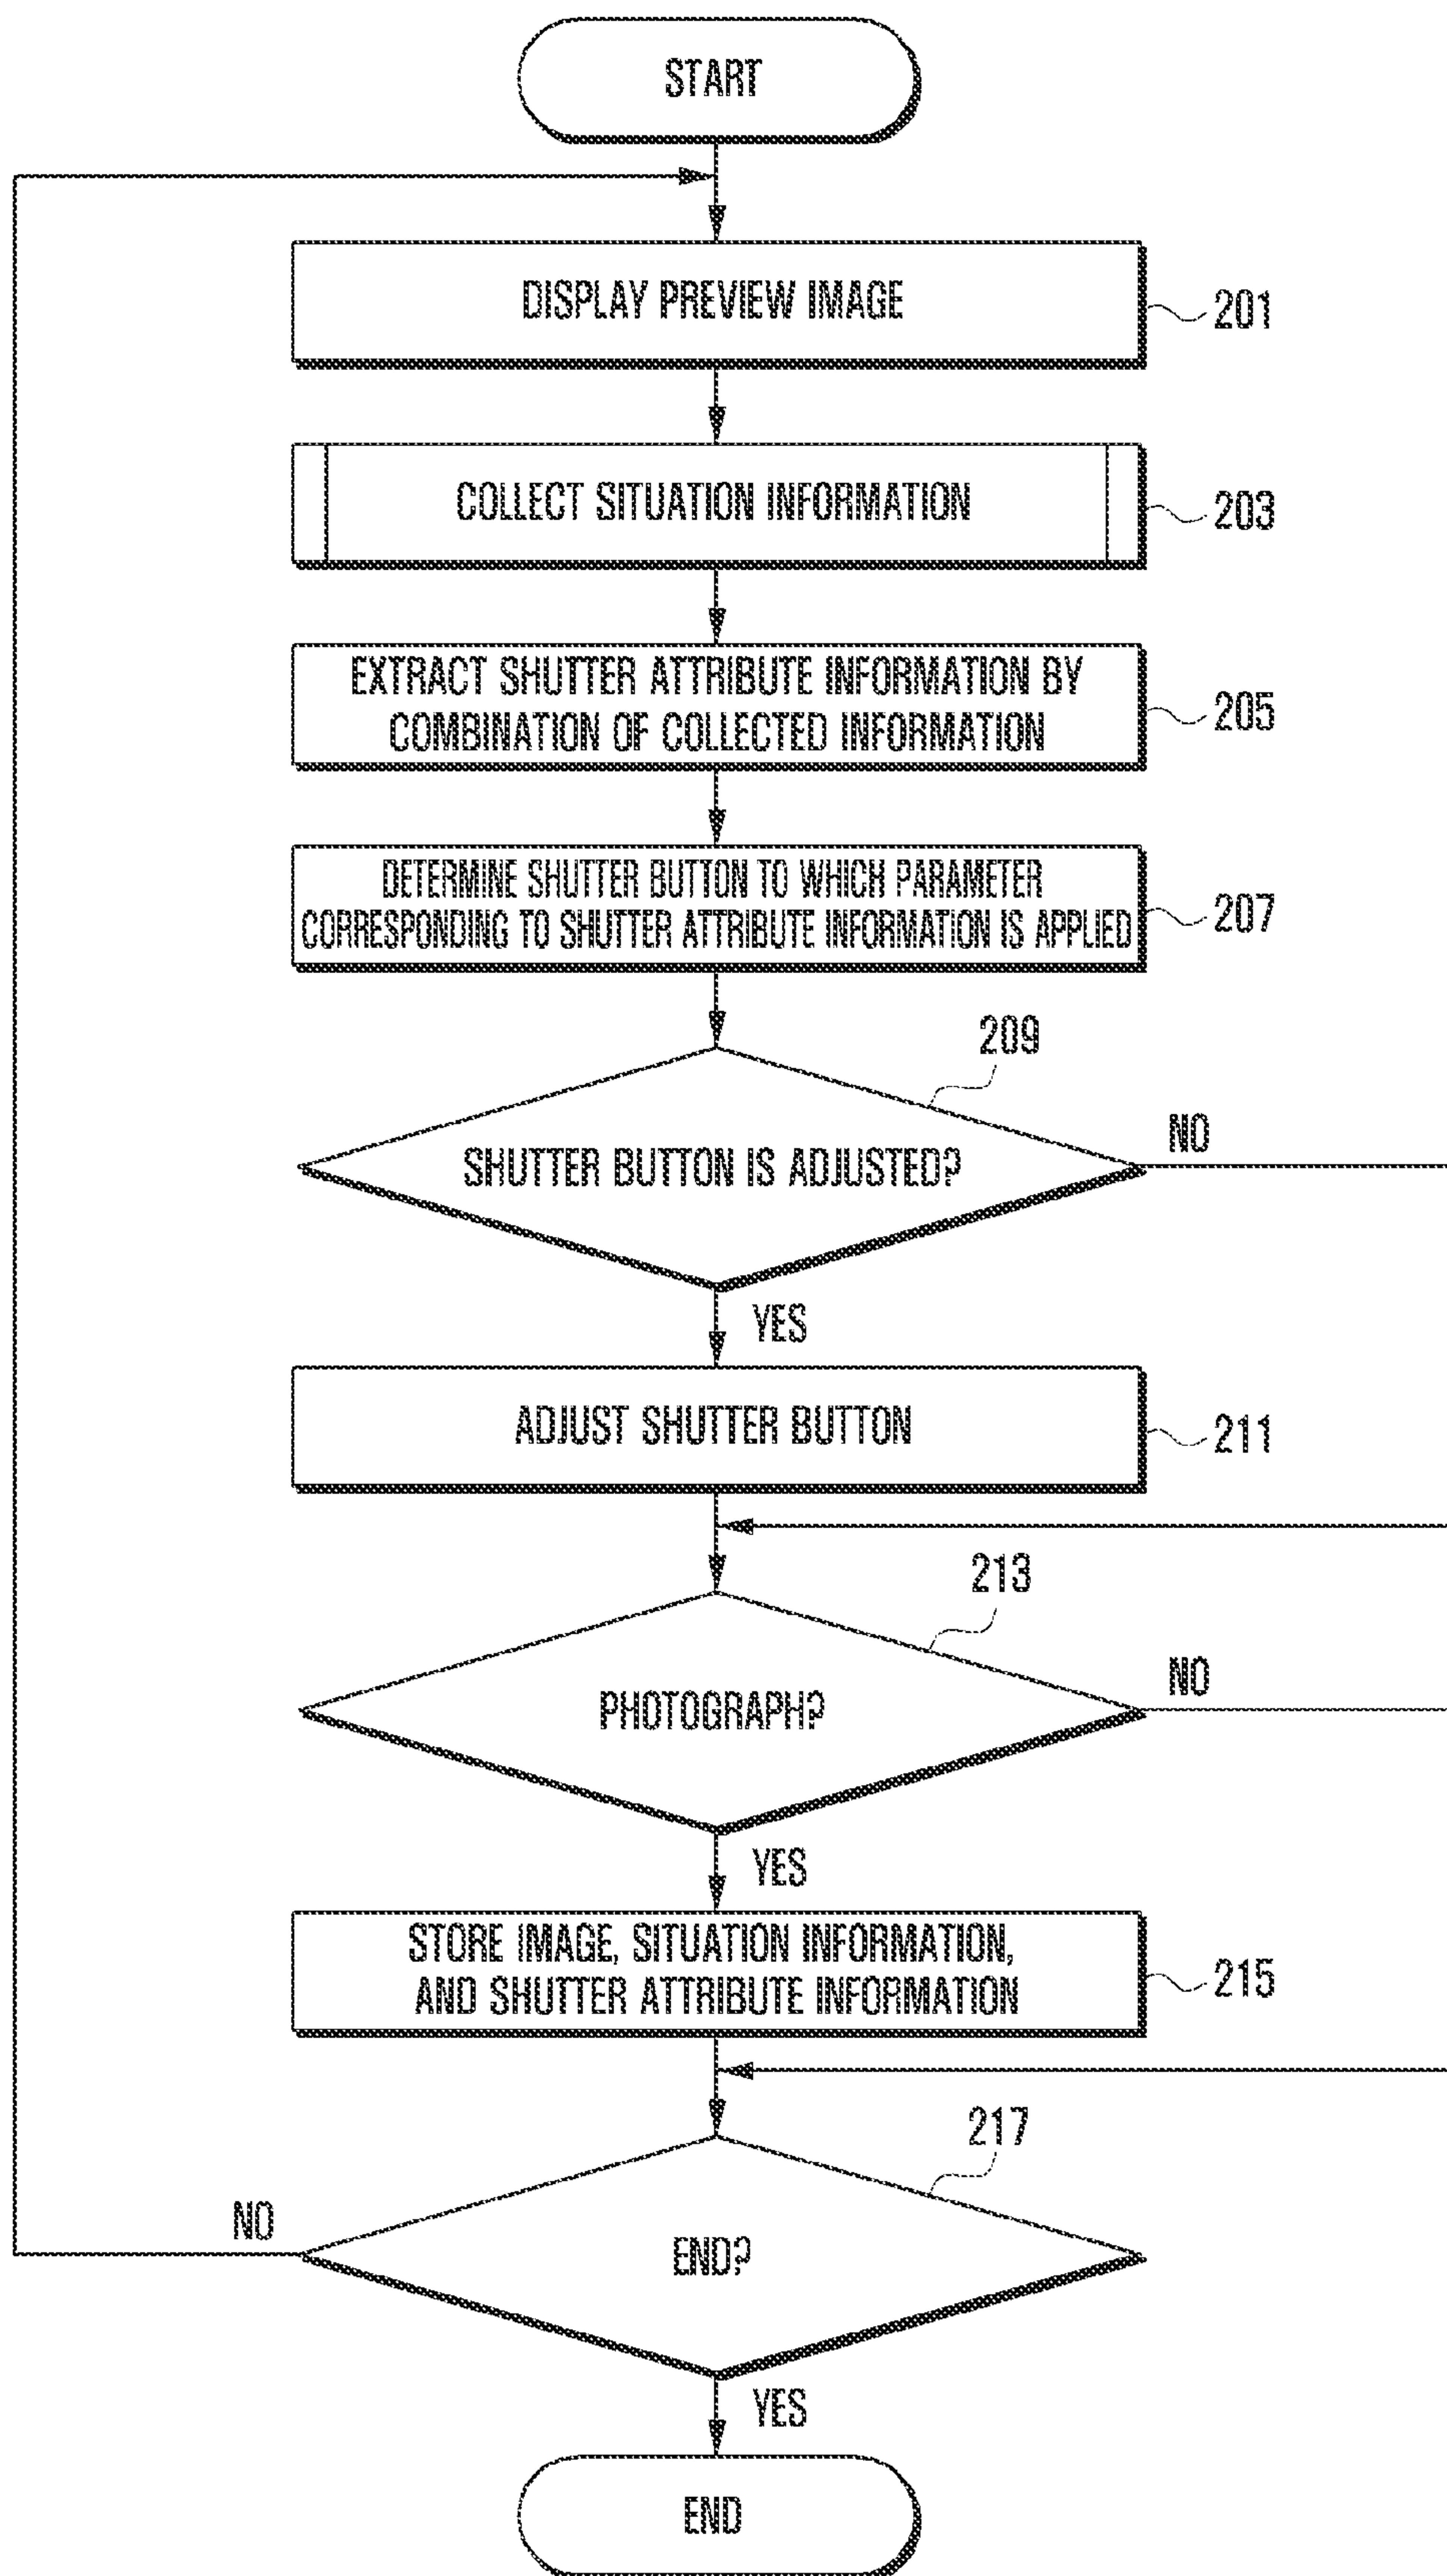 START
DISPLAY PREVIEW IMAGE
201
COLLECT SITUATION INFORMATION
203
EXTRACT SHUTTER ATTRIBUTE INFORMATION BY
COMBINATION OF COLLECTED INFORMATION
205
DETERMINE SHUTTER BUTTON TO WHICH PARAMETER
CORRESPONDING TO SHUTTER ATTRIBUTE INFORMATION IS APPLIED
207
209
SHUTTER BUTTON IS ADJUSTED?
NO
YES
ADJUST SHUTTER BUTTON
211
213
PHOTOGRAPH?
NO
YES
STORE IMAGE, SITUATION INFORMATION,
AND SHUTTER ATTRIBUTE INFORMATION
215
217
END?
NO
YES
END